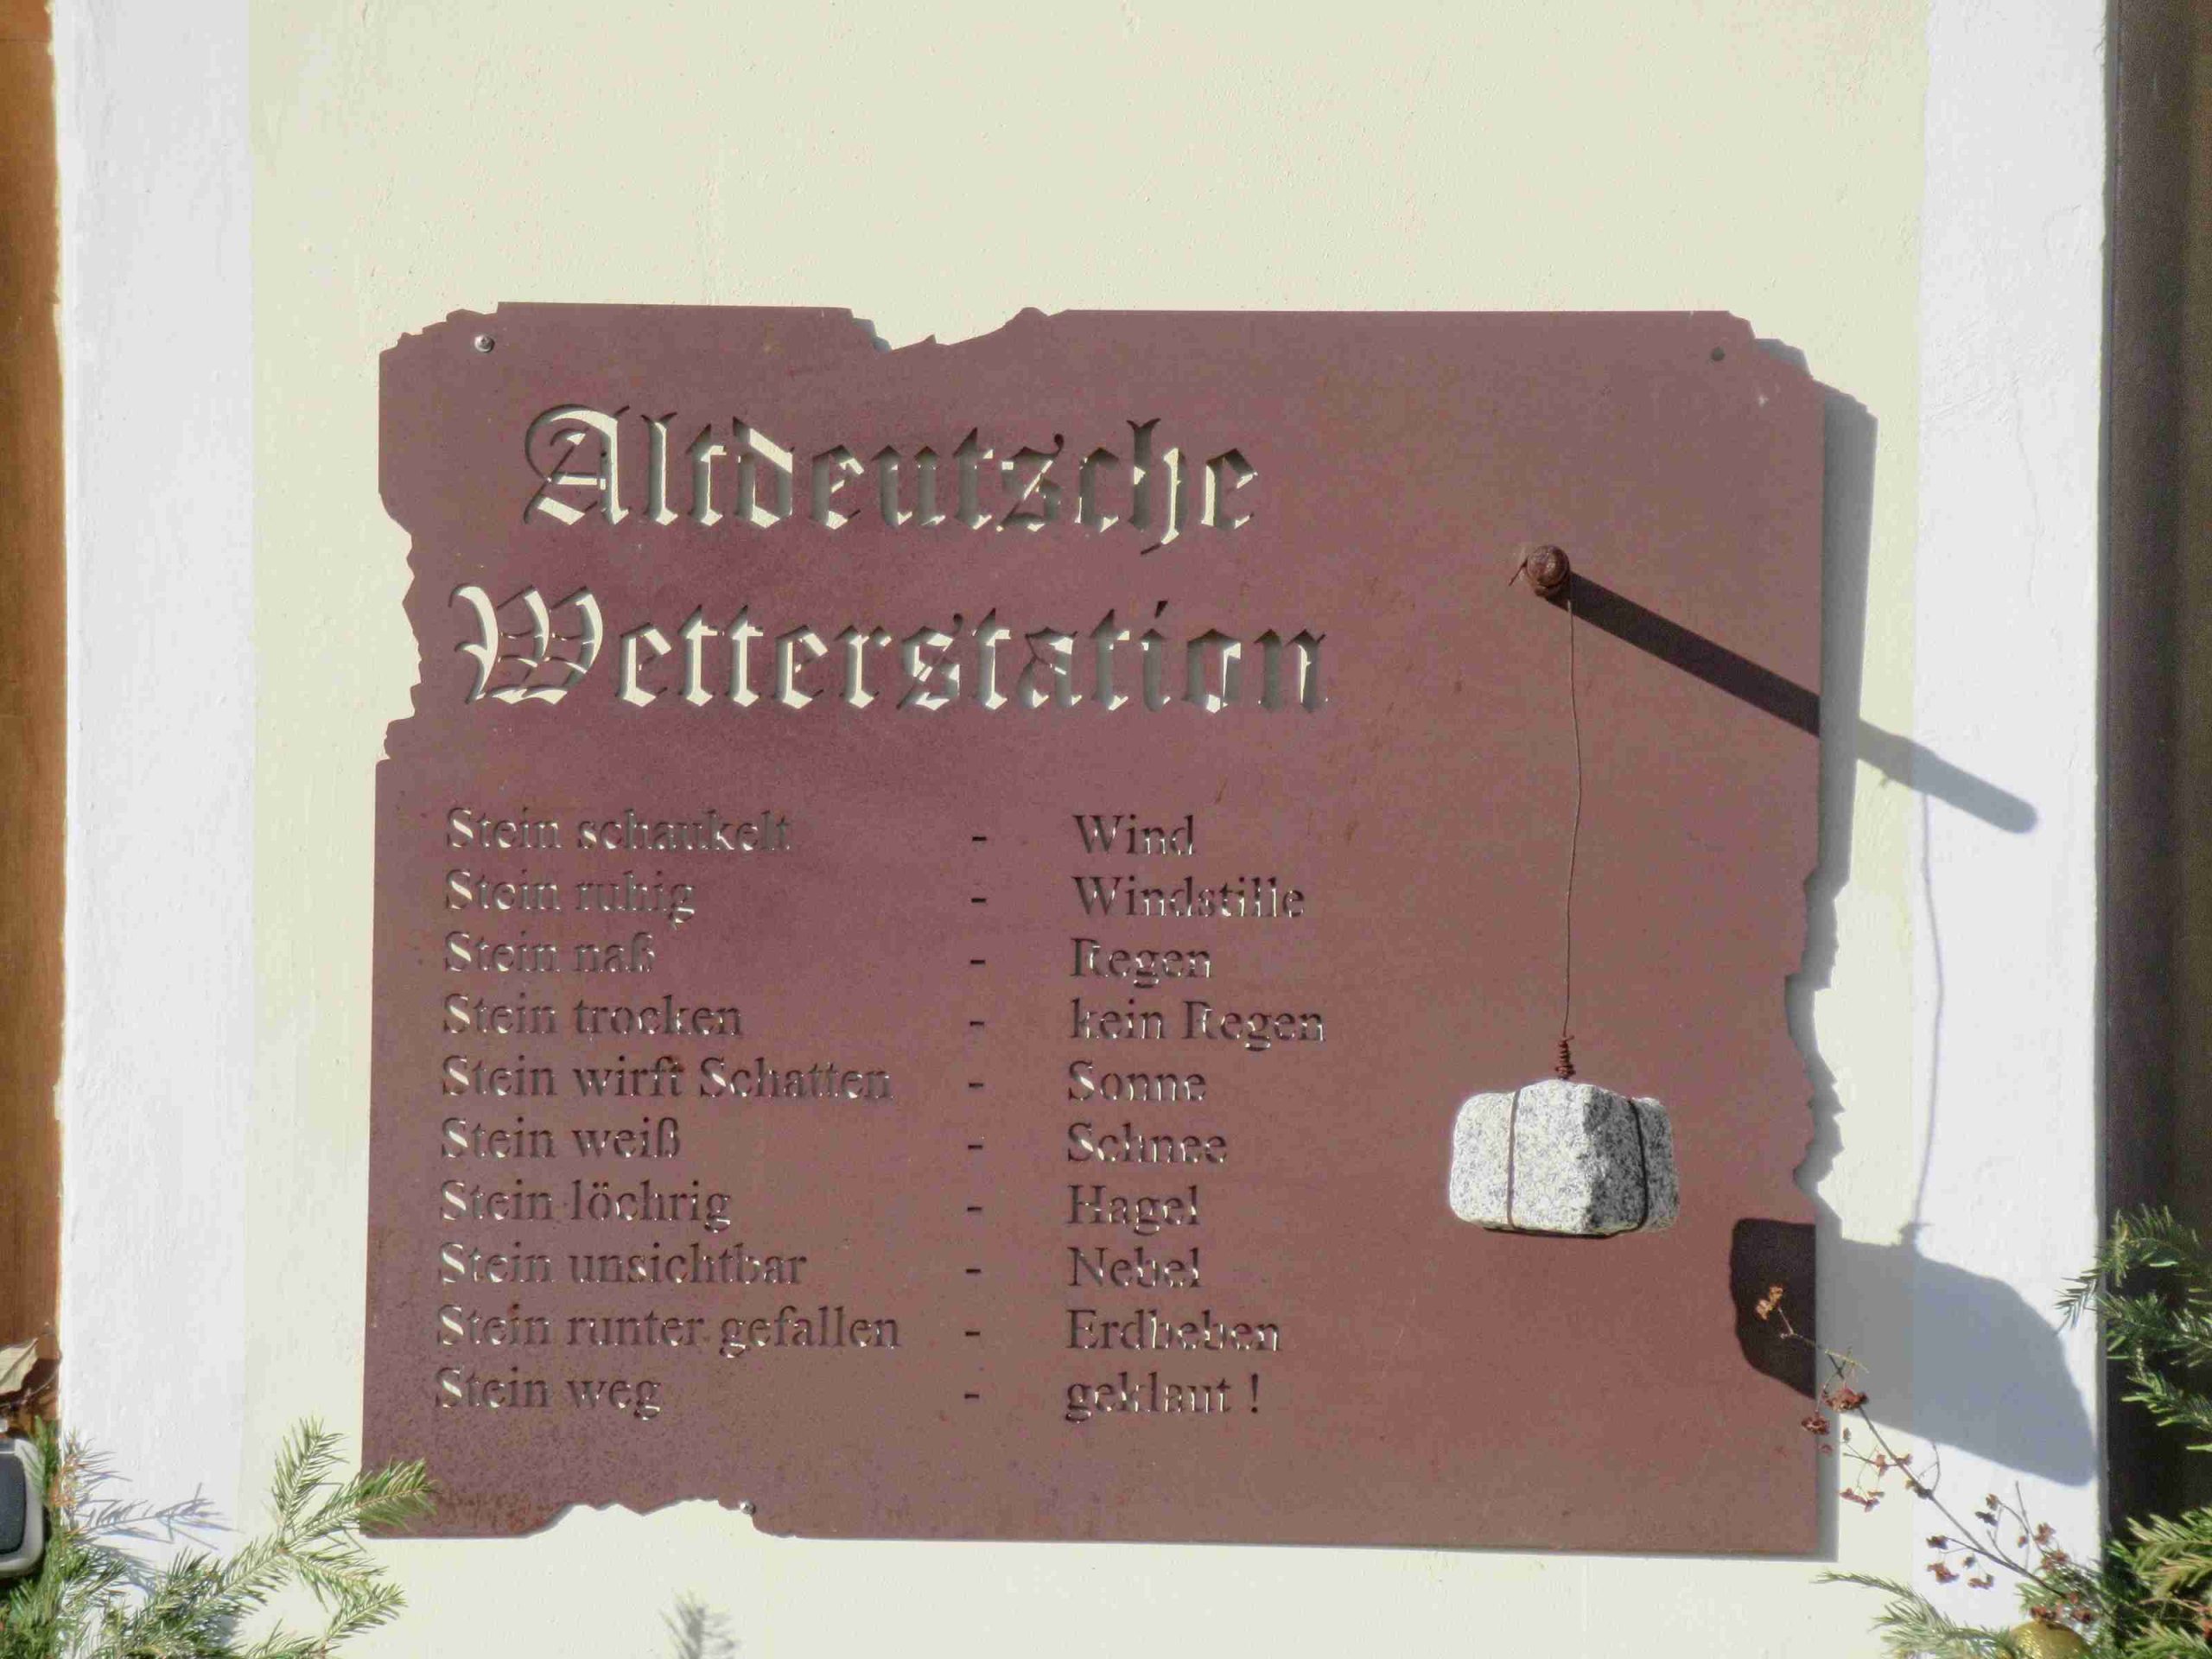 Altdeutsche
Wetterstation
Stein schaukelt - Wind
Stein ruhig - Windstille
Stein naß - Regen
Stein trocken - kein Regen
Stein wirft Schatten - Sonne
Stein weiß - Schnee
Stein löchrig - Hagel
Stein unsichtbar - Nebel
Stein runter gefallen - Erdbeben
Stein weg - geklaut !